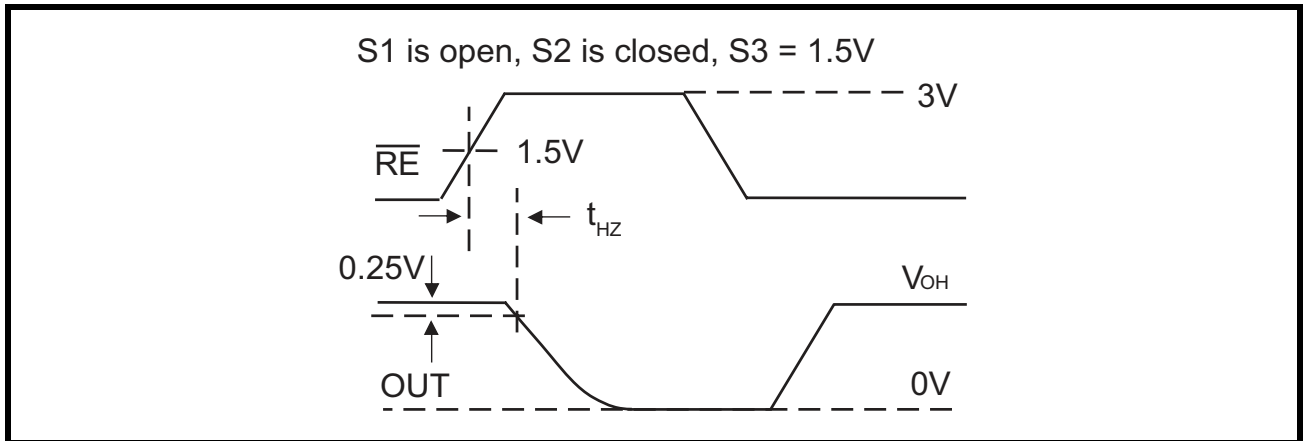 S1 is open, S2 is closed, S3 = 1.5V
3V
RE 1.5V
tHZ
0.25V
VOH
OUT 0V